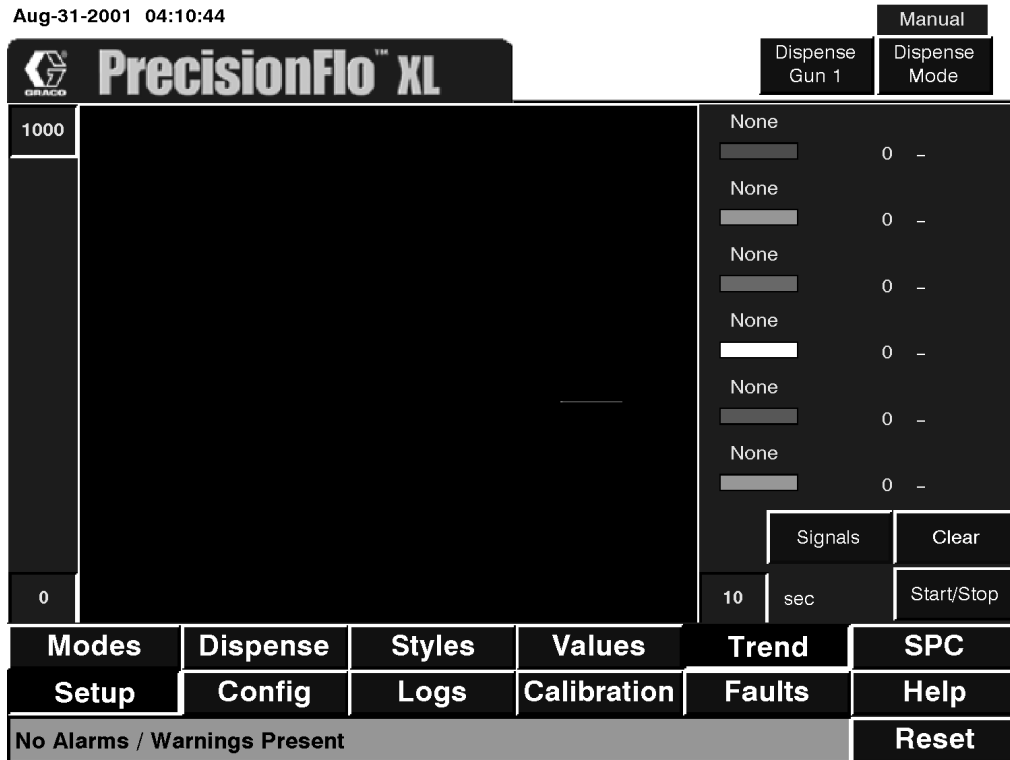 Aug-31-2001 04:10:44
Manual
GRACO
PrecisionFlo™ XL
Dispense
Gun 1
Dispense
Mode
1000
None
0 –
None
0 –
None
0 –
None
0 –
None
0 –
None
0 –
Signals
Clear
0
10
sec
Start/Stop
Modes
Dispense
Styles
Values
Trend
SPC
Setup
Config
Logs
Calibration
Faults
Help
No Alarms / Warnings Present
Reset